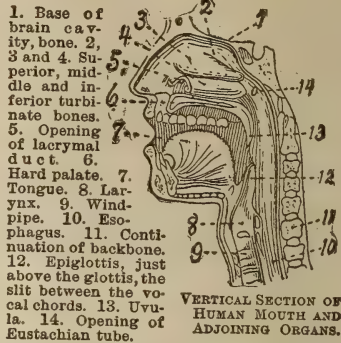 1. Base of
brain cav-
ity, bone. 2,
3 and 4. Su-
perior, mid-
dle and in-
ferior turbi-
nate bones.
5. Opening
of lacrymal
duct. 6.
Hard palate. 7.
Tongue. 8. Lar-
ynx. 9. Wind-
pipe. 10. Eso-
phagus. 11. Conti-
nuation of backbone.
12. Epiglottis, just
above the glottis, the
slit between the vo-
cal chords. 13. Uvu-
la. 14. Opening of
Eustachian tube.
3 2 1
4
5
6
7
14
13
12
8 11
9 10
VERTICAL SECTION OF
HUMAN MOUTH AND
ADJOINING ORGANS.